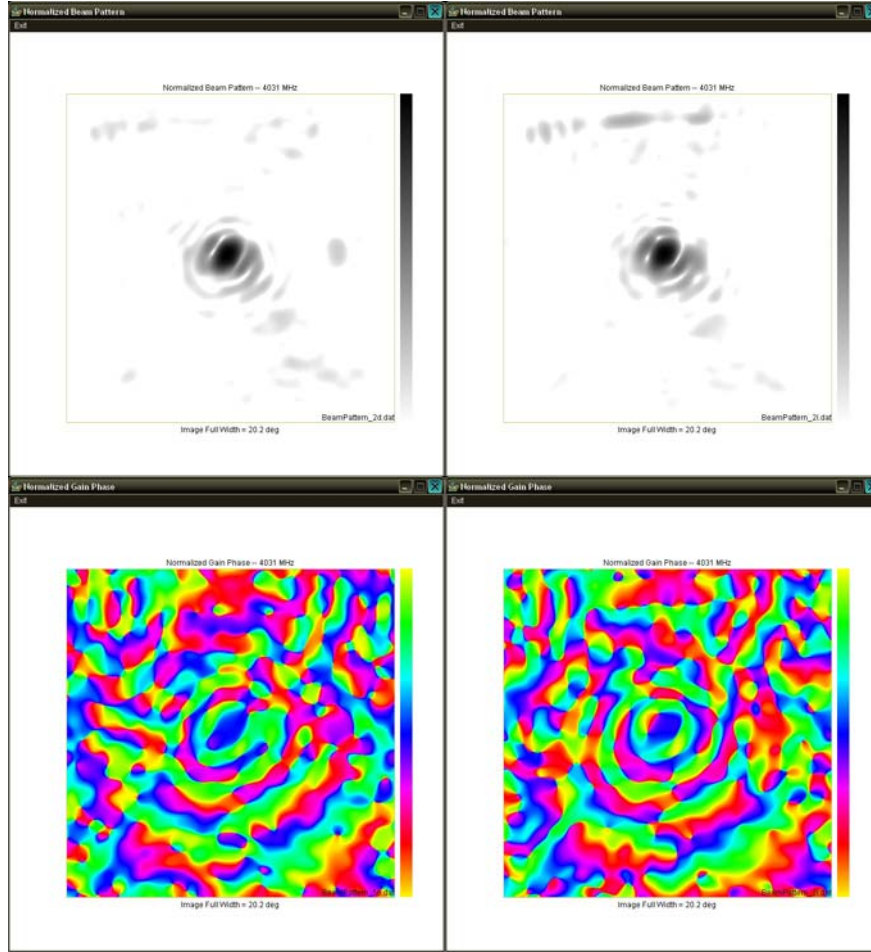 Normalized Beam Pattern
Exit
Normalized Beam Pattern -- 4031 MHz
BeamPattern_2d.dat
Image Full Width = 20.2 deg
Normalized Beam Pattern
Exit
Normalized Beam Pattern -- 4031 MHz
BeamPattern_2l.dat
Image Full Width = 20.2 deg
Normalized Gain Phase
Exit
Normalized Gain Phase -- 4031 MHz
Image Full Width = 20.2 deg
Normalized Gain Phase
Exit
Normalized Gain Phase -- 4031 MHz
Image Full Width = 20.2 deg